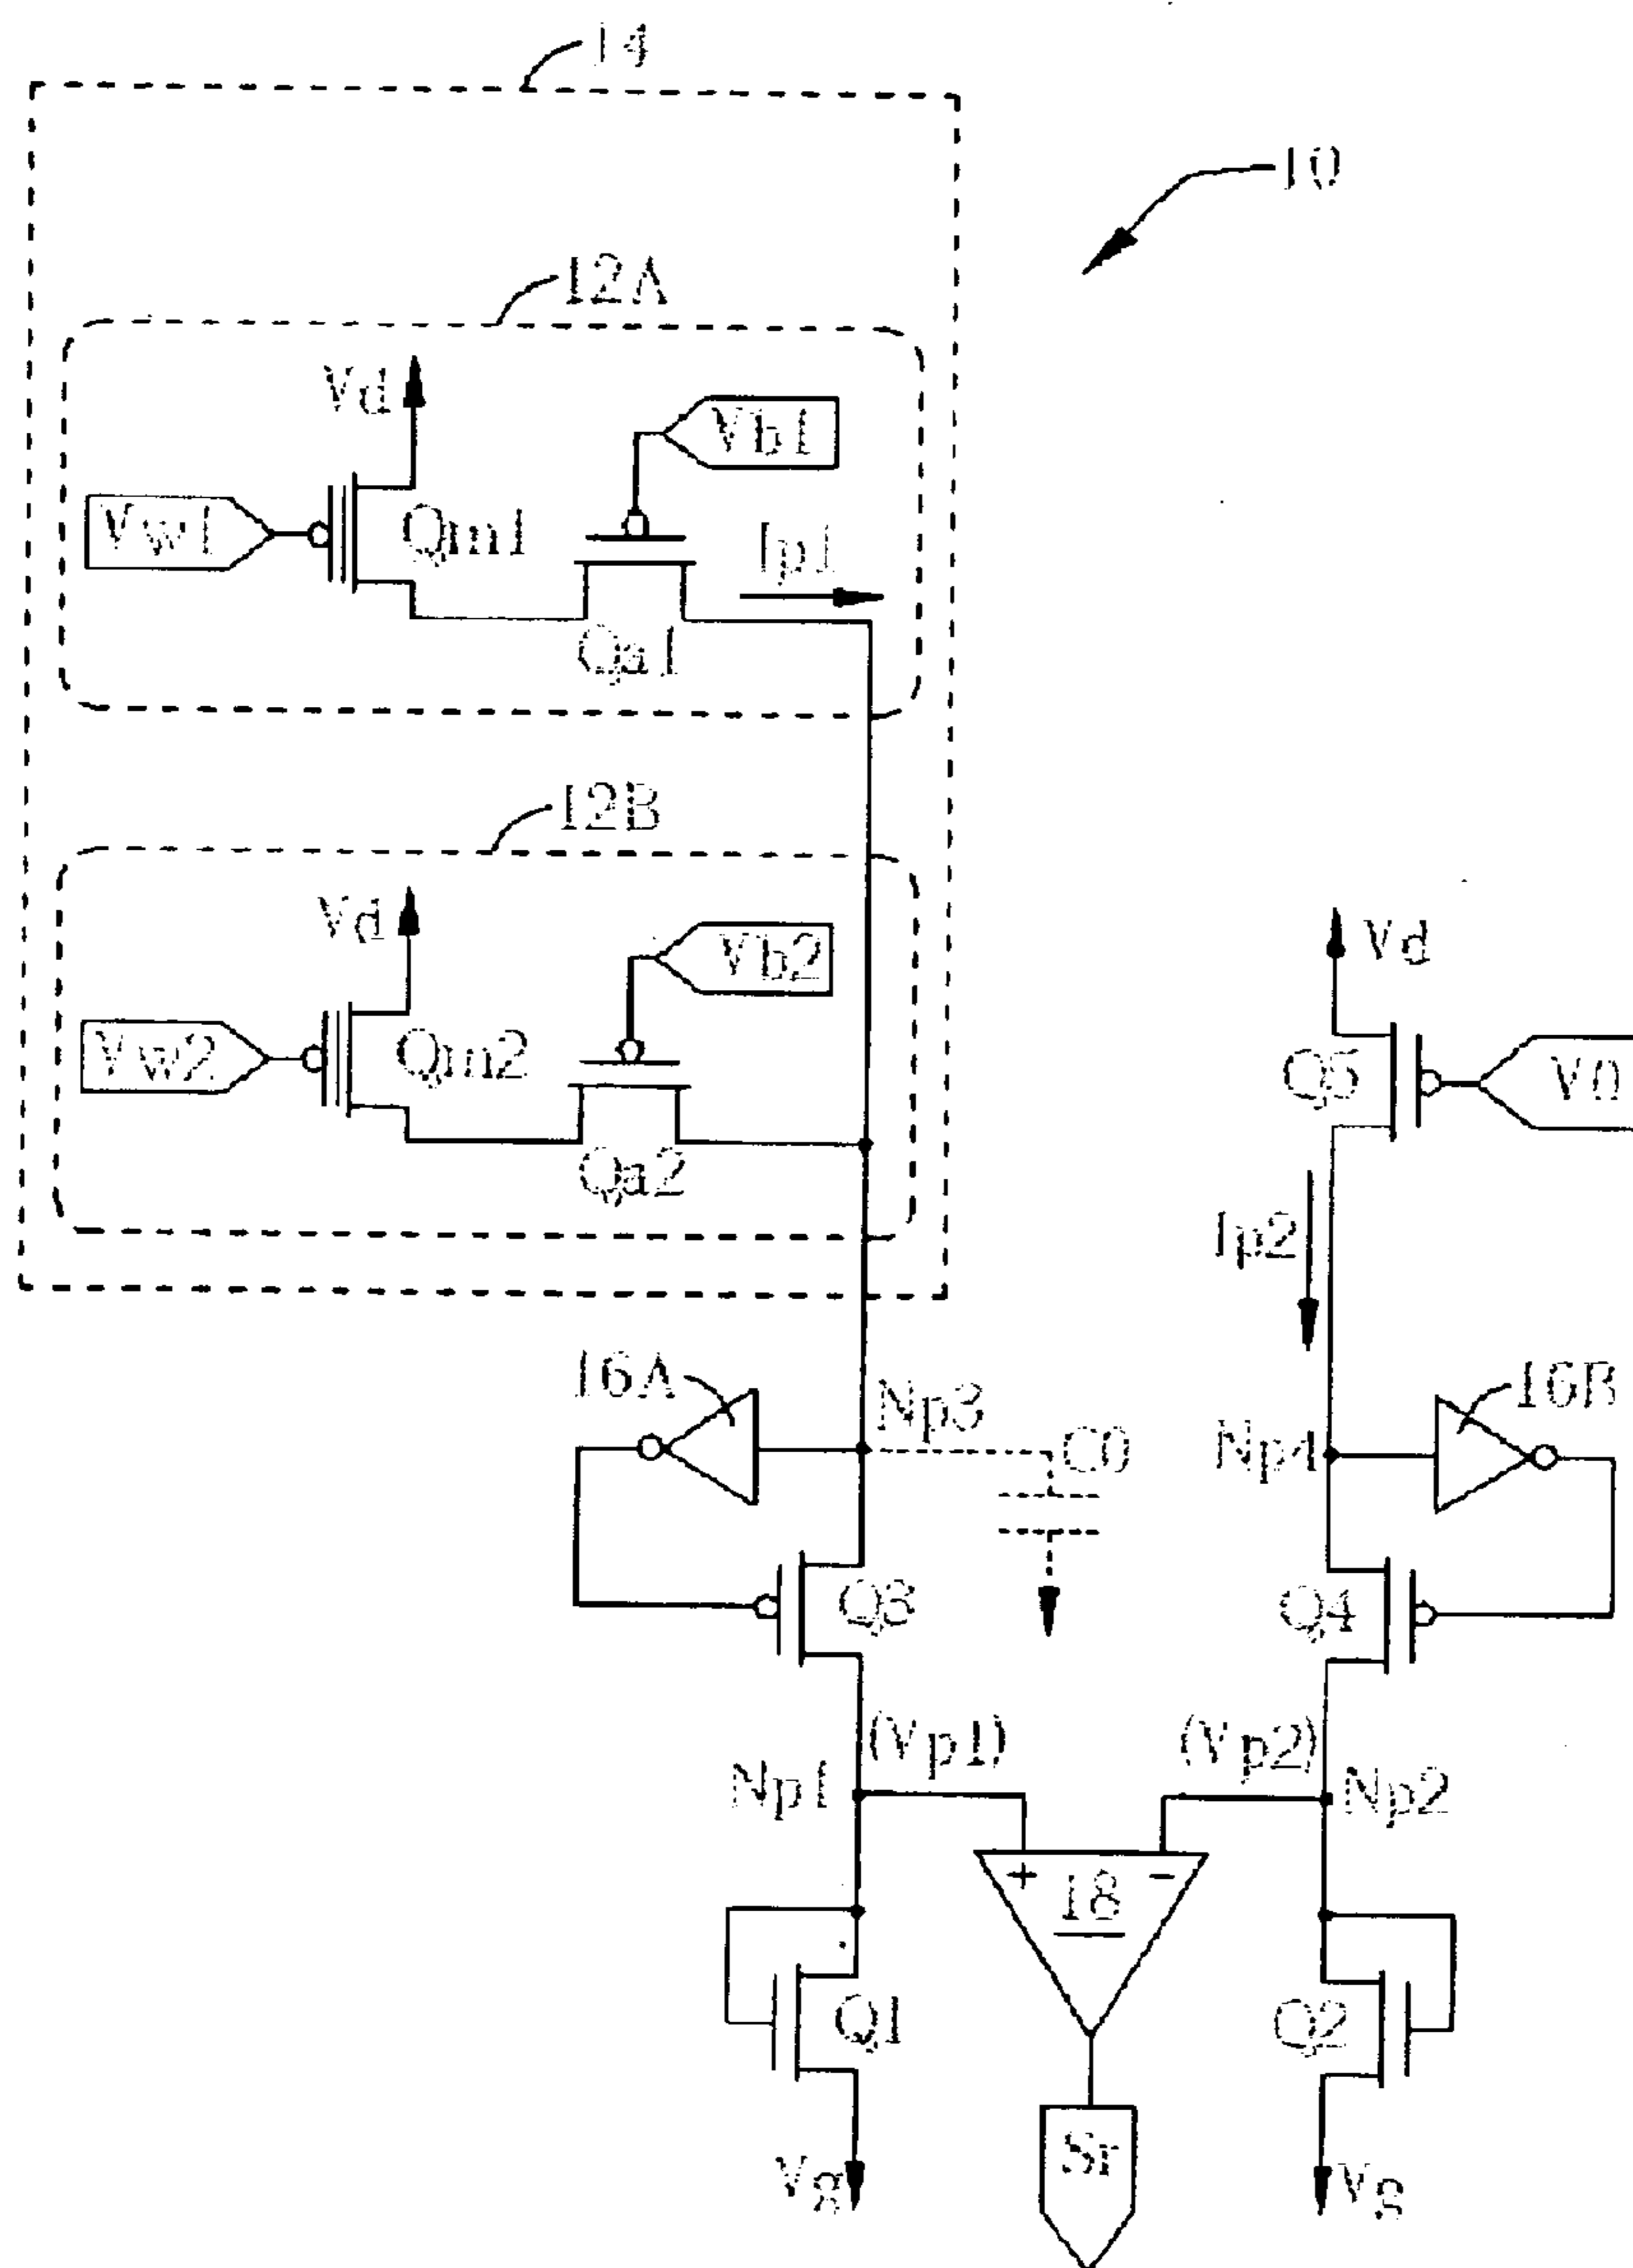 14
10
12A
Vd
Vb1
Vw1
Qm1
Ip1
Qa1
12B
Vd
Vb2
Vd
Vw2
Qm2
Q5
V0
Qa2
Ip2
16A
Np3
C0
Np4
16B
Q3
Q4
(Vp1)
(Vp2)
Np1
Np2
+
-
18
Q1
Q2
Sr
Vg
Vg